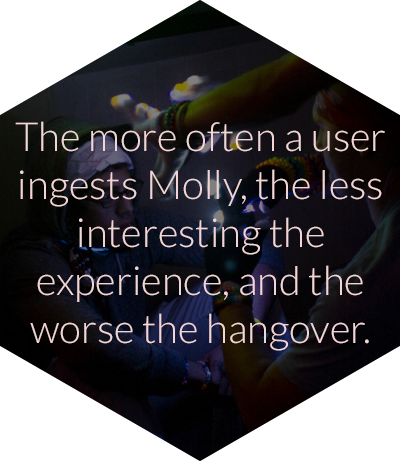 The more often a user
ingests Molly, the less
interesting the
experience, and the
worse the hangover.